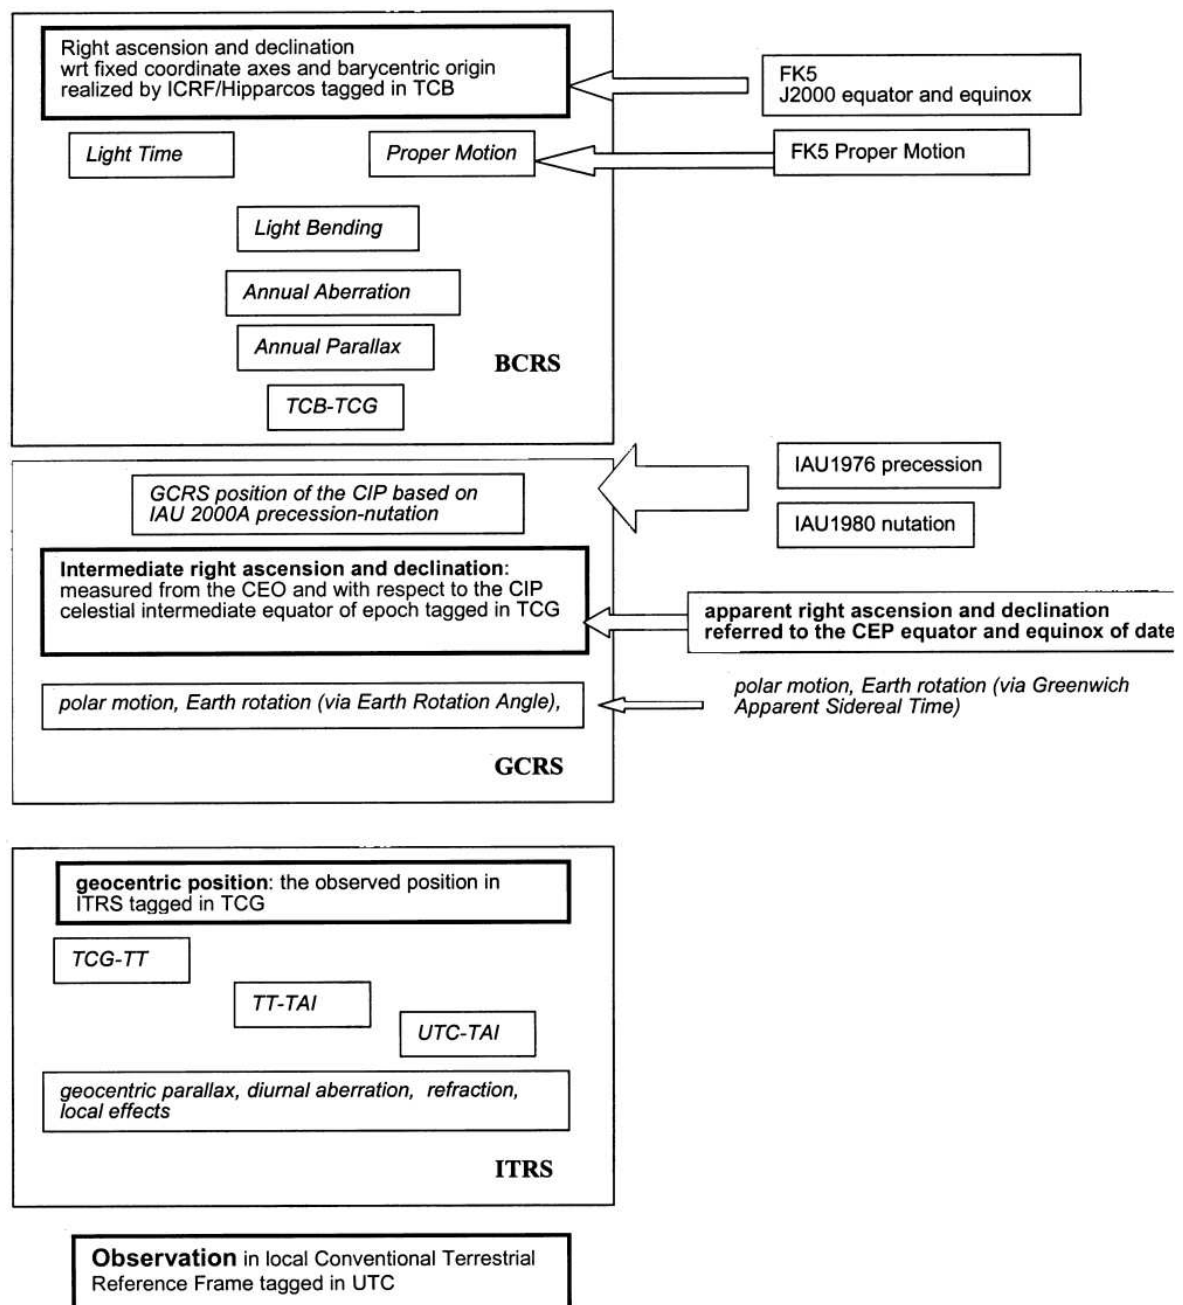 Right ascension and declination
wrt fixed coordinate axes and barycentric origin
realized by ICRF/Hipparcos tagged in TCB
FK5
J2000 equator and equinox
Light Time
Proper Motion
FK5 Proper Motion
Light Bending
Annual Aberration
Annual Parallax
BCRS
TCB-TCG
GCRS position of the CIP based on
IAU 2000A precession-nutation
IAU1976 precession
IAU1980 nutation
Intermediate right ascension and declination:
measured from the CEO and with respect to the CIP
celestial intermediate equator of epoch tagged in TCG
apparent right ascension and declination
referred to the CEP equator and equinox of date
polar motion, Earth rotation (via Earth Rotation Angle),
polar motion, Earth rotation (via Greenwich
Apparent Sidereal Time)
GCRS
geocentric position: the observed position in
ITRS tagged in TCG
TCG-TT
TT-TAI
UTC-TAI
geocentric parallax, diurnal aberration, refraction,
local effects
ITRS
Observation in local Conventional Terrestrial
Reference Frame tagged in UTC